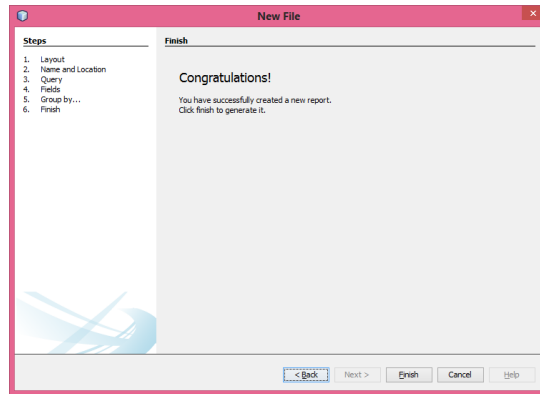 New File
Steps
1. Layout
2. Name and Location
3. Query
4. Fields
5. Group by...
6. Finish
Finish
Congratulations!
You have successfully created a new report.
Click finish to generate it.
< Back Next > Finish Cancel Help